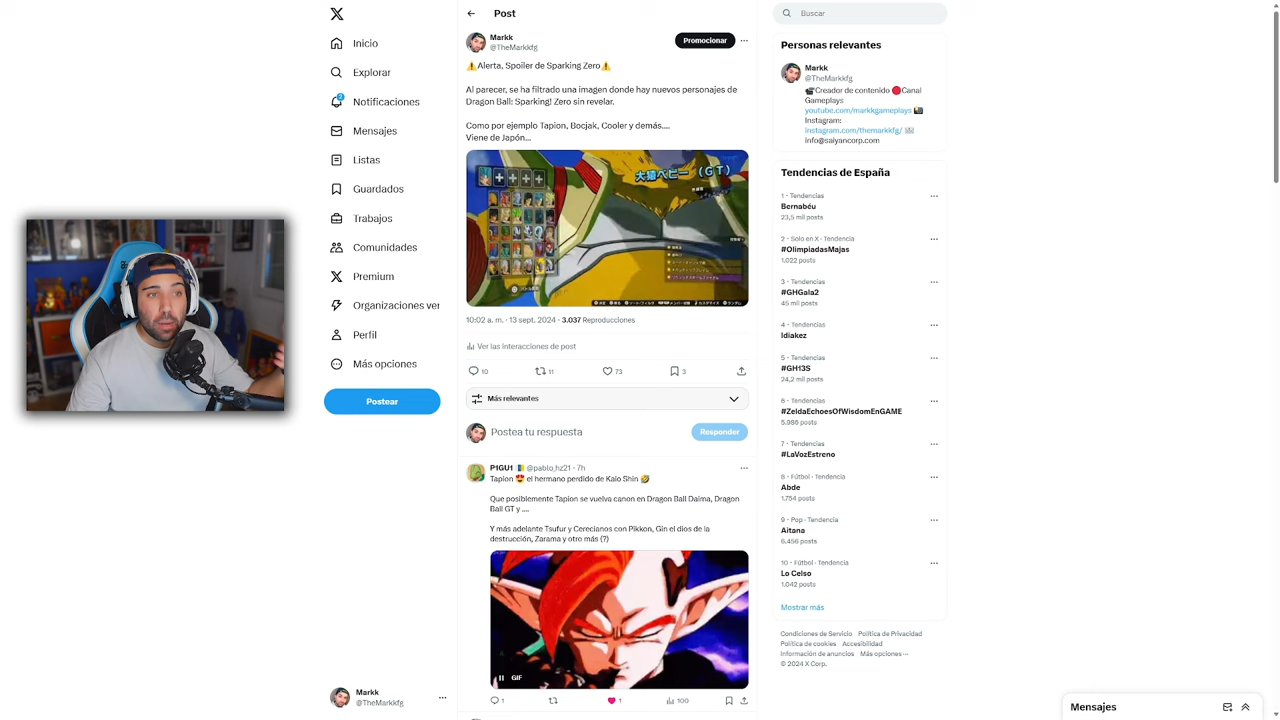 Inicio
Explorar
2
Notificaciones
Mensajes
Listas
Guardados
Trabajos
Comunidades
Premium
Organizaciones ver
Perfil
Más opciones
Postear
Markk
@TheMarkkfg
Post
Markk
@TheMarkkfg
Promocionar
⚠️Alerta, Spoiler de Sparking Zero⚠️
Al parecer, se ha filtrado una imagen donde hay nuevos personajes de
Dragon Ball: Sparking! Zero sin revelar.
Como por ejemplo Tapion, Bocjak, Cooler y demás....
Viene de Japón...
大猿ベビー（GT）
10:02 a. m. · 13 sept. 2024 · 3.037 Reproducciones
Ver las interacciones de post
10
11
73
3
Más relevantes
Postea tu respuesta
Responder
P1GU1 @pablo_hz21 · 7h
Tapion 😍 el hermano perdido de Kaio Shin 🤣
Que posiblemente Tapion se vuelva canon en Dragon Ball Daima, Dragon
Ball GT y ....
Y más adelante Tsufur y Cerecianos con Pikkon, Gin el dios de la
destrucción, Zarama y otro más (?)
GIF
1
1
100
Buscar
Personas relevantes
Markk
@TheMarkkfg
📽Creador de contenido 🔴Canal
Gameplays
youtube.com/markkgameplays 📸
Instagram:
instagram.com/themarkkfg/ 📨
info@saiyancorp.com
Tendencias de España
1 · Tendencias
Bernabéu
23,5 mil posts
2 · Solo en X · Tendencia
#OlimpiadasMajas
1.022 posts
3 · Tendencias
#GHGala2
45 mil posts
4 · Tendencias
Idiakez
5 · Tendencias
#GH13S
24,2 mil posts
6 · Tendencias
#ZeldaEchoesOfWisdomEnGAME
5.986 posts
7 · Tendencias
#LaVozEstreno
8 · Fútbol · Tendencia
Abde
1.754 posts
9 · Pop · Tendencia
Aitana
6.456 posts
10 · Fútbol · Tendencia
Lo Celso
1.042 posts
Mostrar más
Condiciones de Servicio Política de Privacidad
Política de cookies Accesibilidad
Información de anuncios Más opciones ···
© 2024 X Corp.
Mensajes